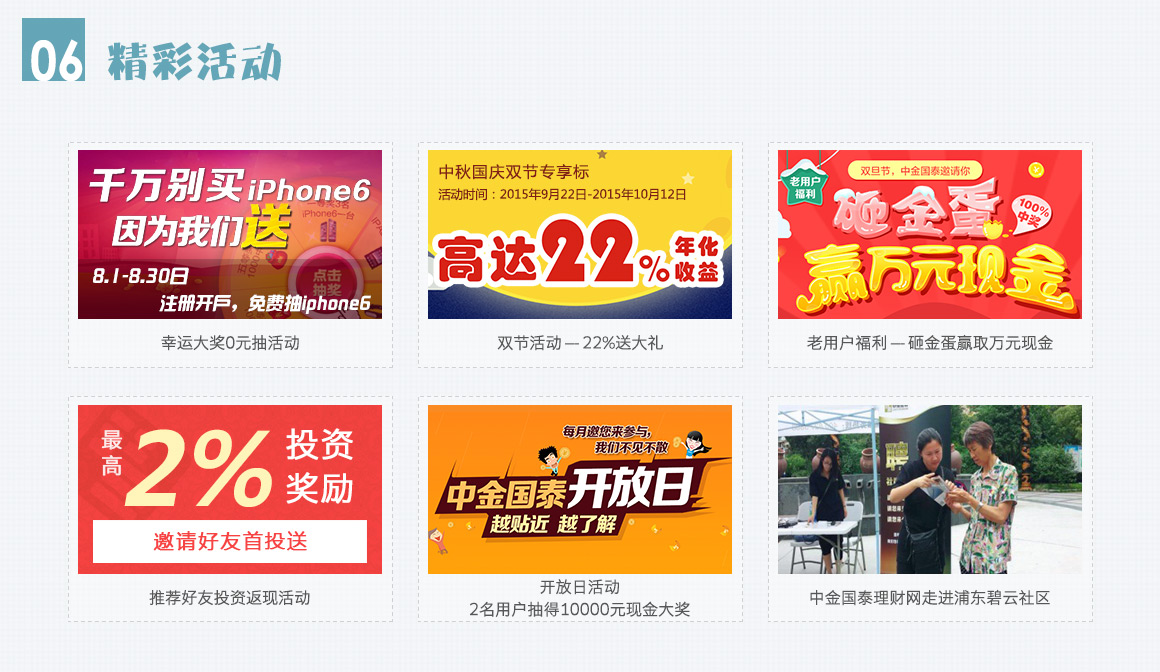 06 精彩活动
千万别买iPhone6
因为我们送
一等奖3名
iPhone6一台
点击
抽奖
8.1-8.30日
注册开戶，免费抽iphone6
幸运大奖0元抽活动
中秋国庆双节专享标
活动时间：2015年9月22日-2015年10月12日
高达22%年化收益
双节活动 — 22%送大礼
双旦节，中金国泰邀请你
老用户
福利
砸金蛋
100%
中奖
赢万元现金
老用户福利 — 砸金蛋赢取万元现金
最高2%投资奖励
邀请好友首投送
推荐好友投资返现活动
每月邀您来参与，
我们不见不散
中金国泰开放日
越贴近 越了解
开放日活动
2名用户抽得10000元现金大奖
聘
中金国泰理财网走进浦东碧云社区